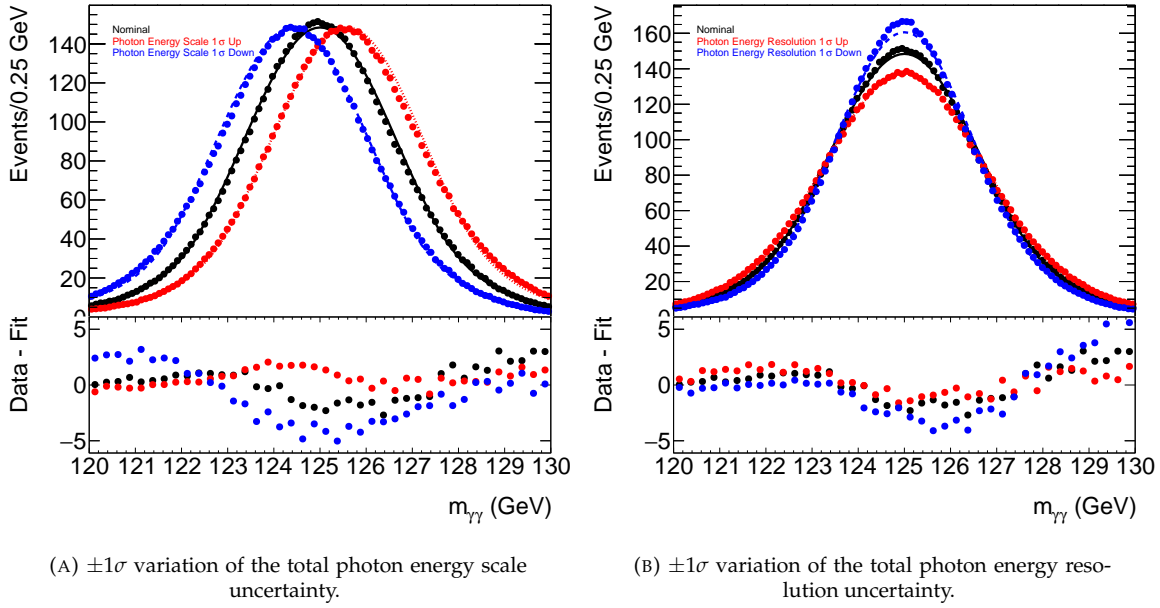 Events/0.25 GeV
140
120
100
80
60
40
20
0
Nominal
Photon Energy Scale 1σ Up
Photon Energy Scale 1σ Down
Data - Fit
5
0
−5
120 121 122 123 124 125 126 127 128 129 130
mγγ (GeV)
(A) ±1σ variation of the total photon energy scale
uncertainty.
Events/0.25 GeV
160
140
120
100
80
60
40
20
0
Nominal
Photon Energy Resolution 1σ Up
Photon Energy Resolution 1σ Down
Data - Fit
5
0
−5
120 121 122 123 124 125 126 127 128 129 130
mγγ (GeV)
(B) ±1σ variation of the total photon energy reso-
lution uncertainty.